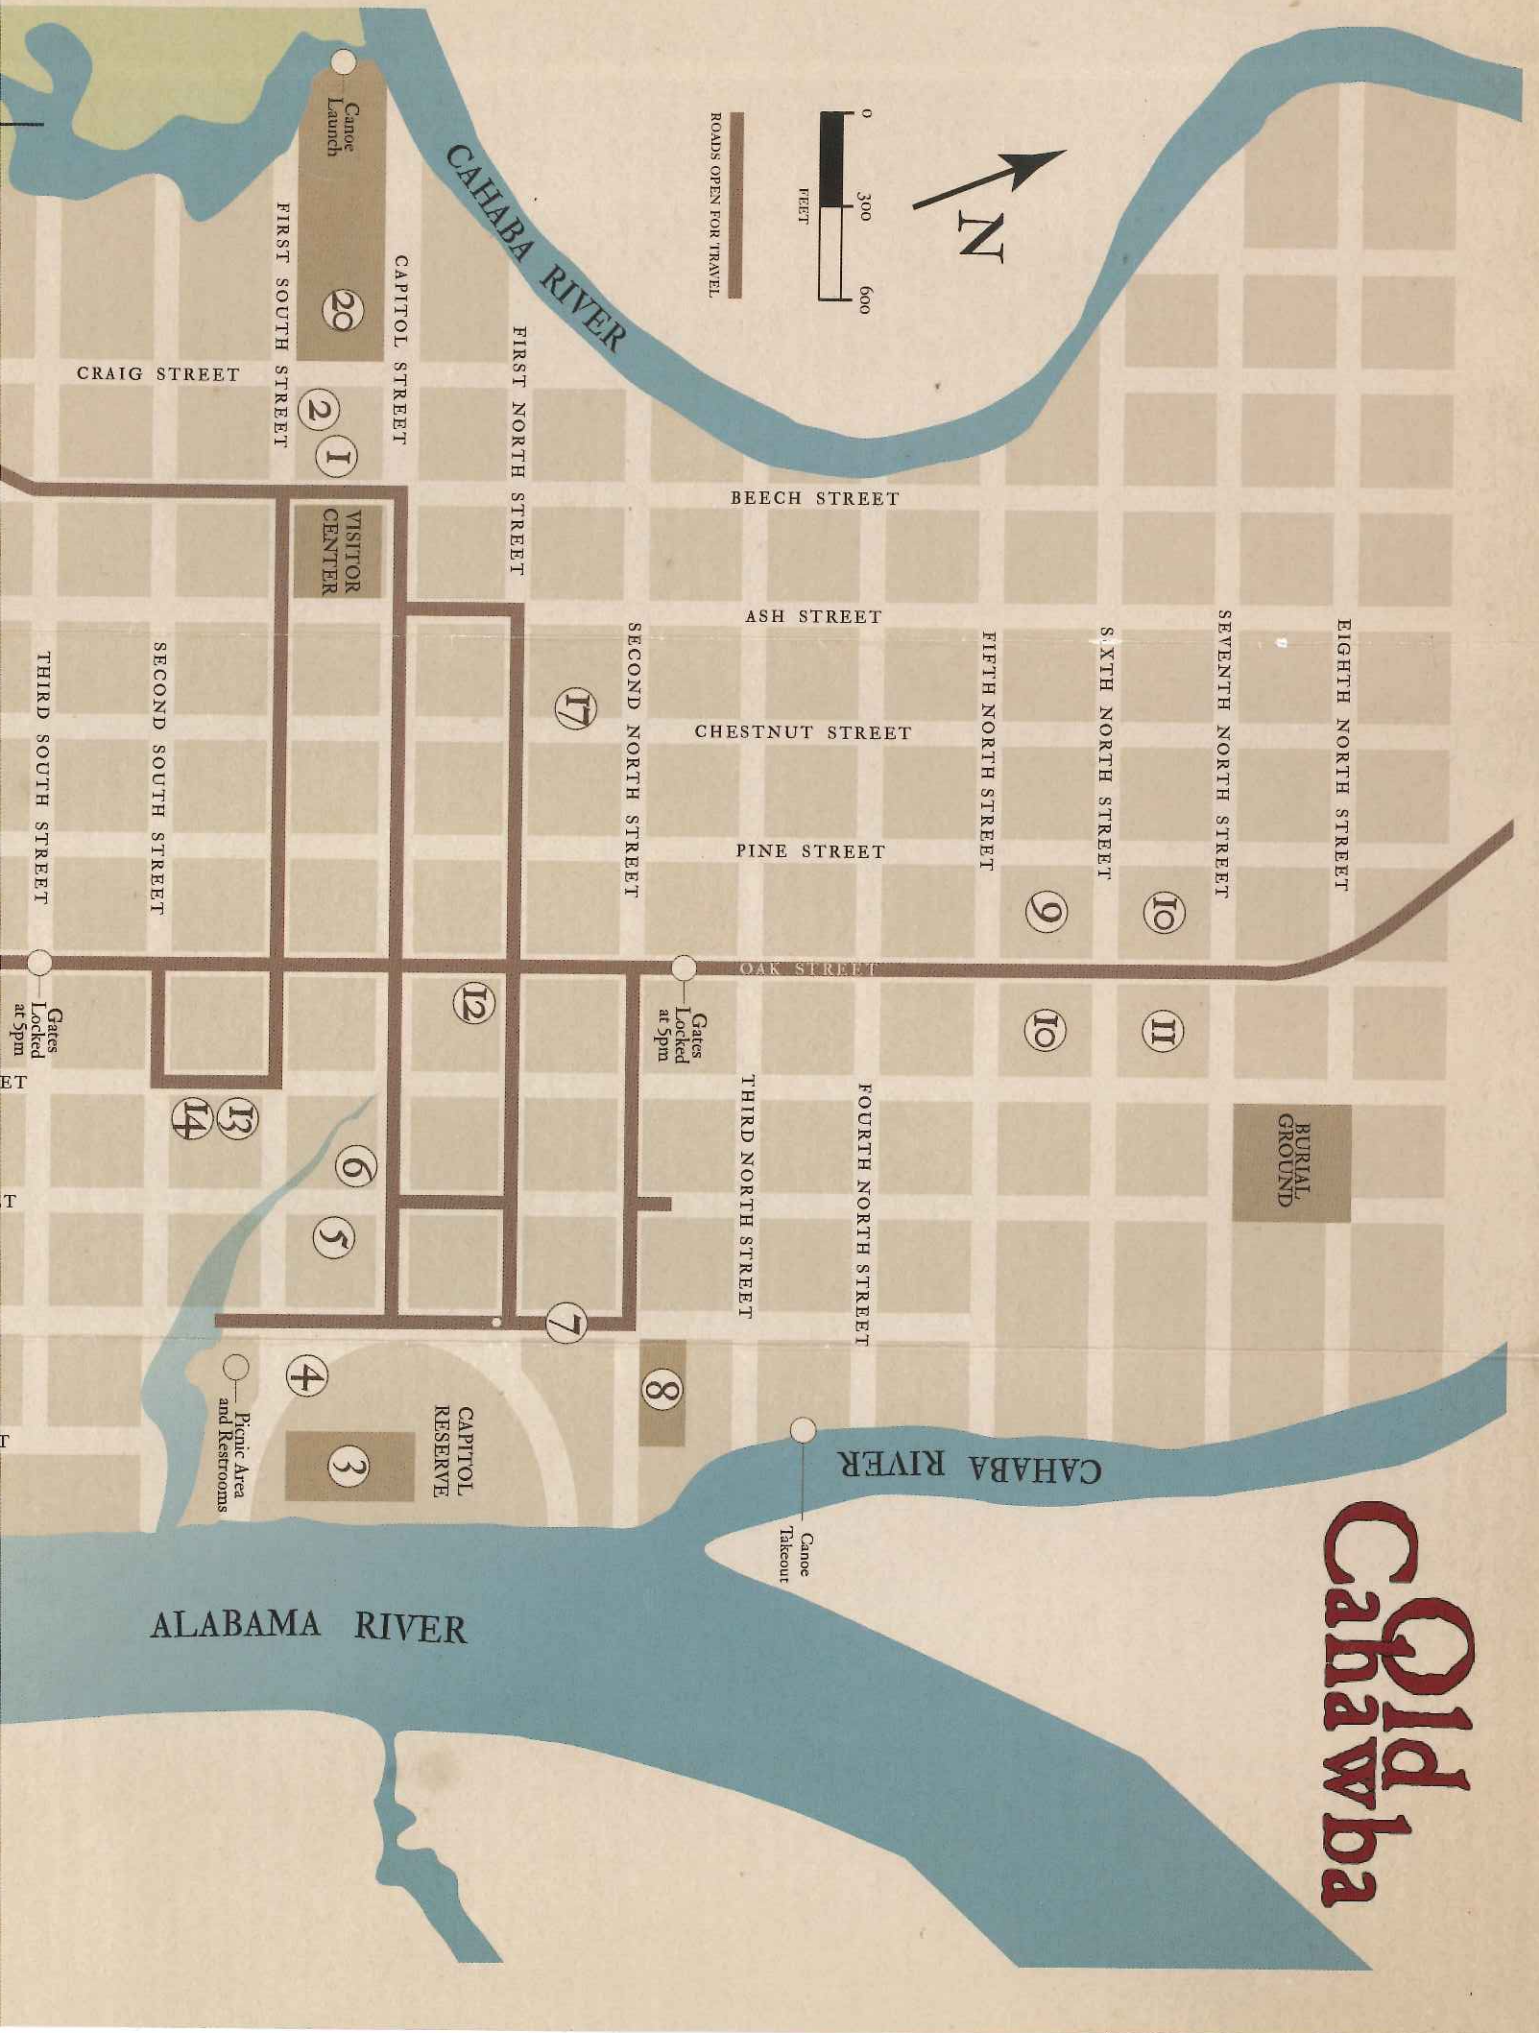 Old
Cahawba
N
0
300
600
FEET
ROADS OPEN FOR TRAVEL
CAHABA RIVER
Canoe
Launch
20
FIRST SOUTH STREET
CAPITOL STREET
FIRST NORTH STREET
CRAIG STREET
2
1
VISITOR
CENTER
BEECH STREET
ASH STREET
CHESTNUT STREET
PINE STREET
17
THIRD SOUTH STREET
SECOND SOUTH STREET
SECOND NORTH STREET
FIFTH NORTH STREET
SIXTH NORTH STREET
SEVENTH NORTH STREET
EIGHTH NORTH STREET
9
10
OAK STREET
10
11
12
Gates
Locked
at 5pm
Gates
Locked
at 5pm
ET
14
13
6
5
T
THIRD NORTH STREET
FOURTH NORTH STREET
BURIAL
GROUND
7
4
8
CAPITOL
RESERVE
3
Picnic Area
and Restrooms
T
CAHABA RIVER
Canoe
Takeout
ALABAMA RIVER